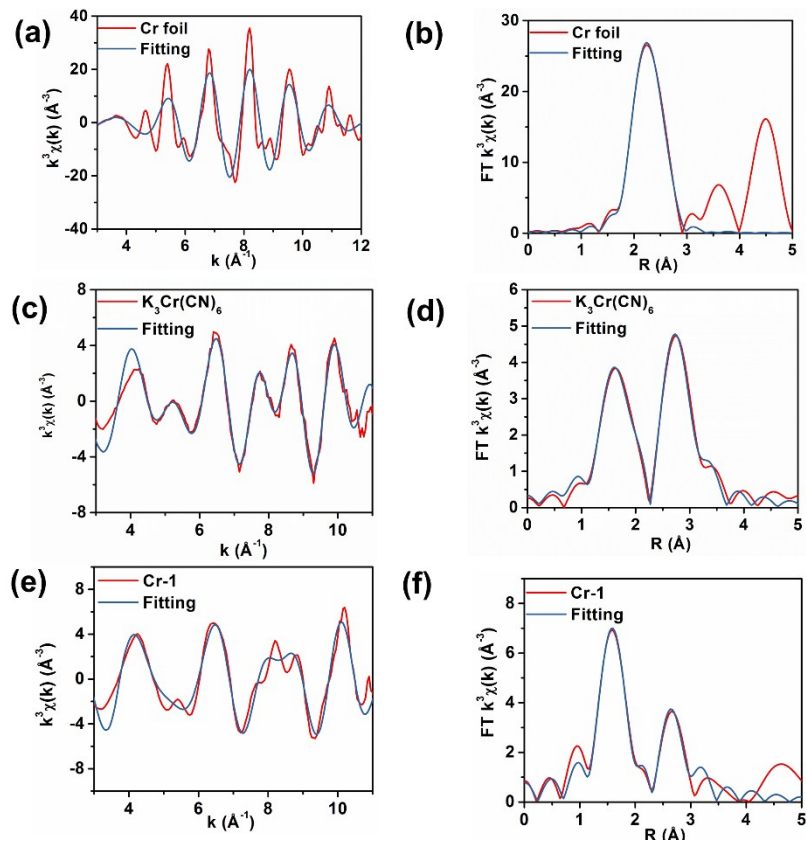 (a)
Cr foil
Fitting
k³χ(k) (Å⁻³)
40
20
0
-20
-40
4
6
8
10
12
k (Å⁻¹)
(b)
Cr foil
Fitting
FT k³χ(k) (Å⁻³)
30
20
10
0
0
1
2
3
4
5
R (Å)
(c)
K₃Cr(CN)₆
Fitting
k³χ(k) (Å⁻³)
8
4
0
-4
-8
4
6
8
10
k (Å⁻¹)
(d)
K₃Cr(CN)₆
Fitting
FT k³χ(k) (Å⁻³)
6
5
4
3
2
1
0
0
1
2
3
4
5
R (Å)
(e)
Cr-1
Fitting
k³χ(k) (Å⁻³)
10
5
0
-5
-10
4
6
8
10
k (Å⁻¹)
(f)
Cr-1
Fitting
FT k³χ(k) (Å⁻³)
8
6
4
2
0
0
1
2
3
4
5
R (Å)